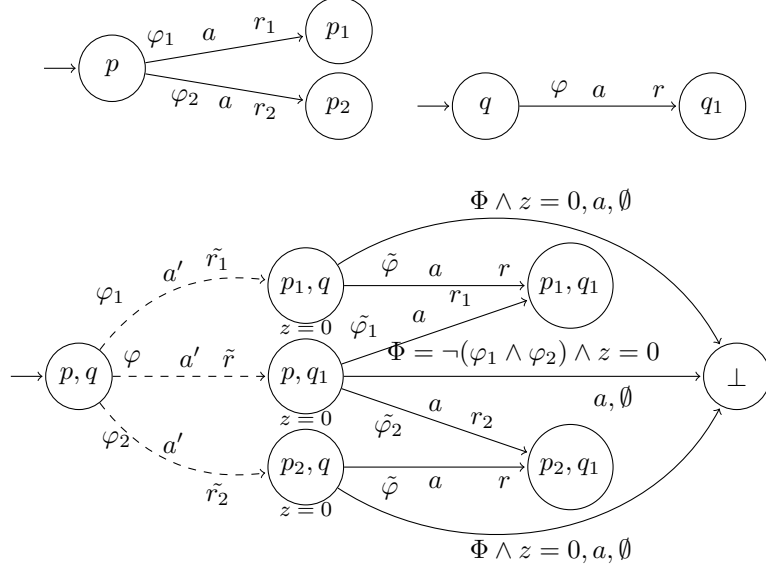 p
φ₁ a r₁
p₁
φ₂ a r₂
p₂
q
φ a r
q₁
Φ ∧ z = 0, a, ∅
p, q
φ₁ a′ r̃₁
p₁, q
z = 0
φ̃ a r
p₁, q₁
φ a′ r̃
p, q₁
z = 0
φ̃₁ a r₁
Φ = ¬(φ₁ ∧ φ₂) ∧ z = 0
a, ∅
⊥
φ₂ a′ r̃₂
p₂, q
z = 0
φ̃₂ a r₂
φ̃ a r
p₂, q₁
Φ ∧ z = 0, a, ∅